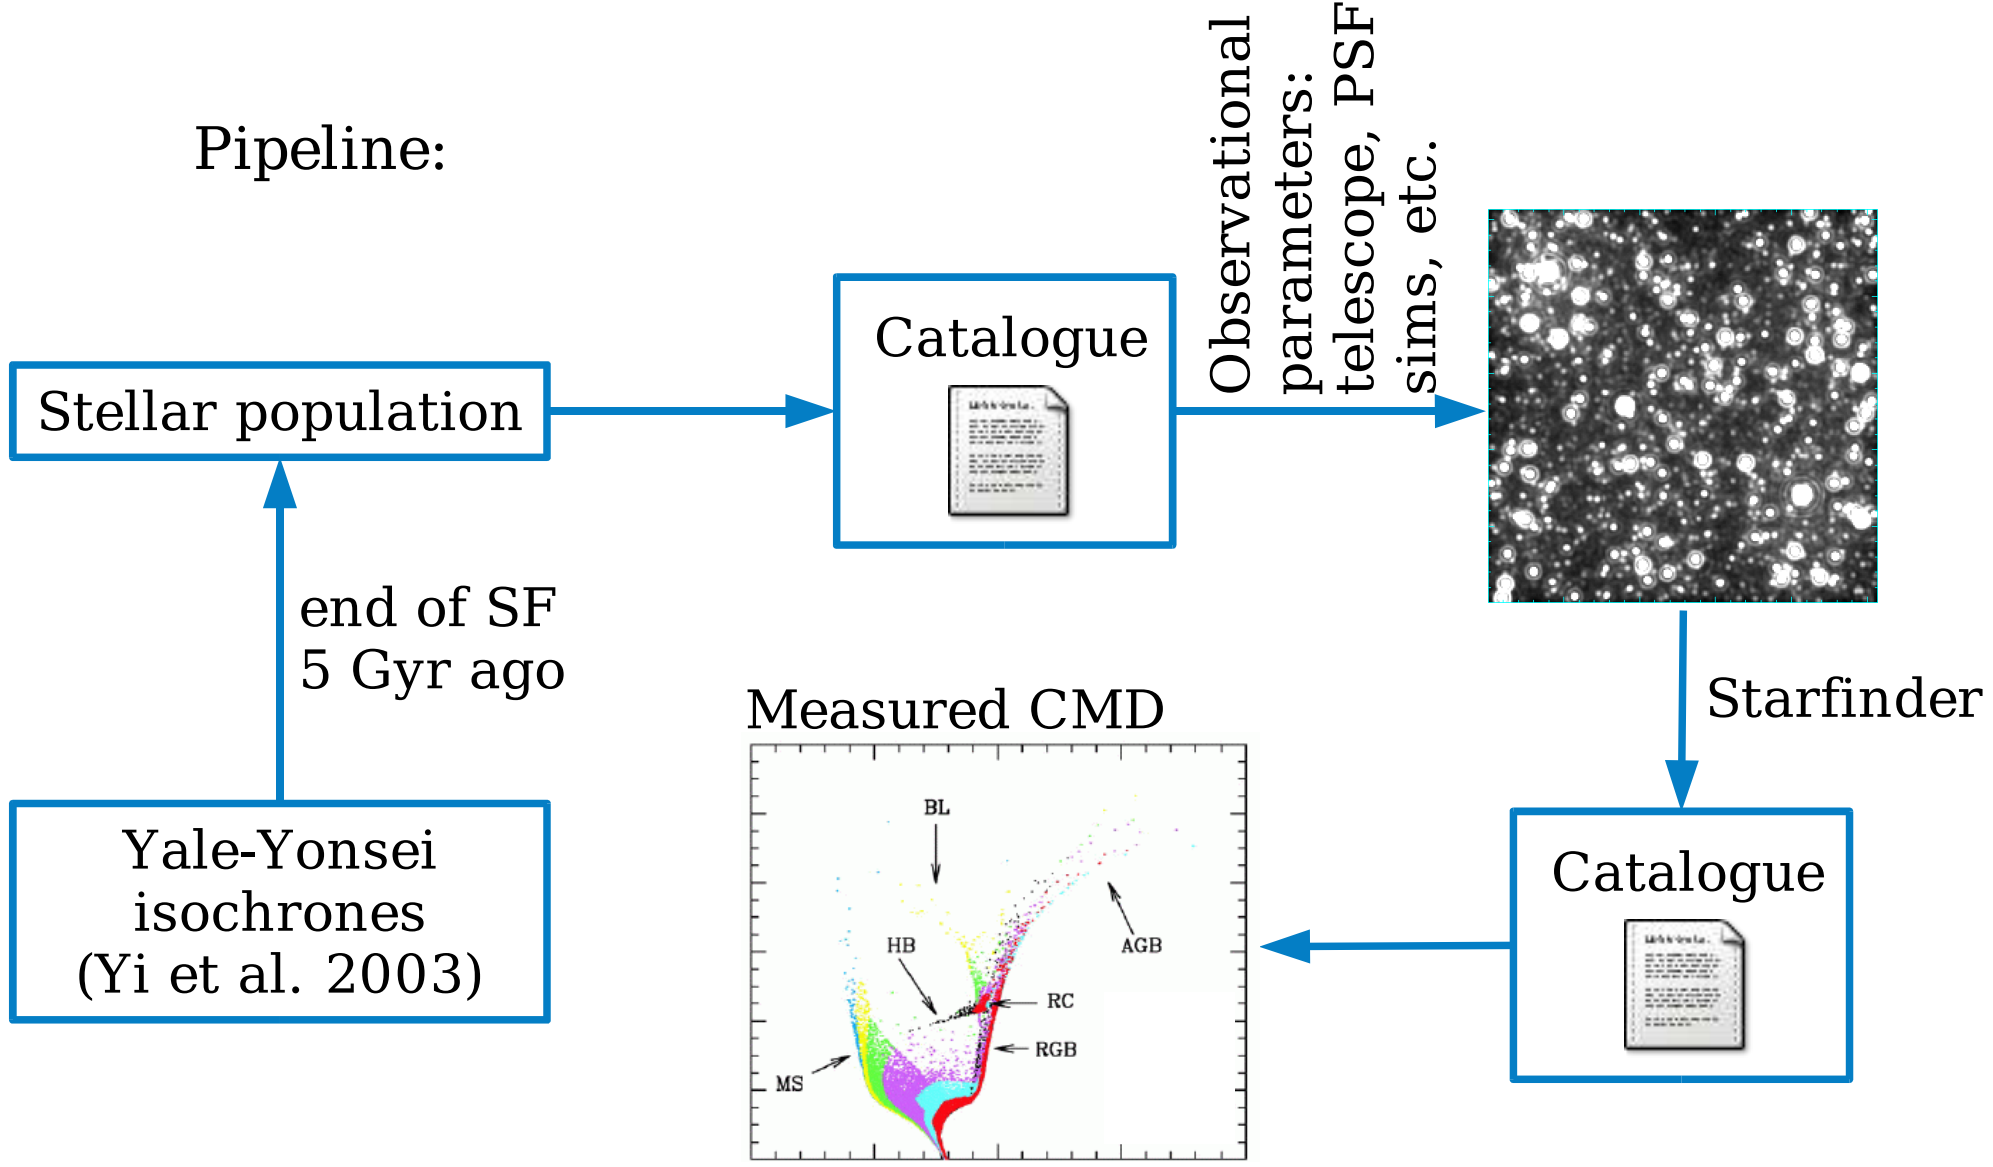 Pipeline:
Observational
parameters:
telescope, PSF
sims, etc.
Catalogue
Stellar population
end of SF
5 Gyr ago
Yale-Yonsei
isochrones
(Yi et al. 2003)
Starfinder
Catalogue
Measured CMD
BL
HB
AGB
RC
RGB
MS